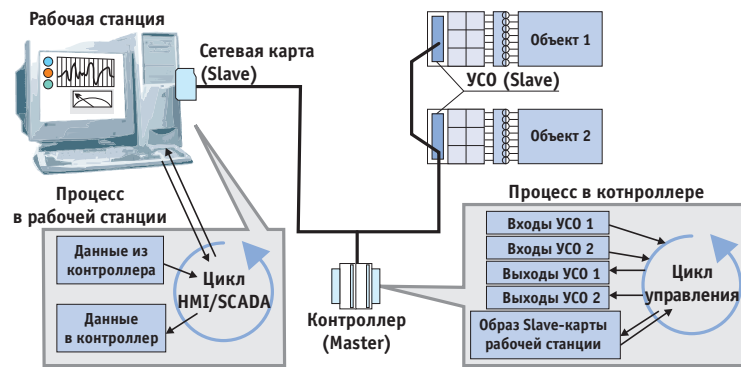 Рабочая станция
Сетевая карта
(Slave)
Объект 1
УСО (Slave)
Объект 2
Процесс
в рабочей станции
Данные из
контроллера
Данные
в контроллер
Цикл
HMI/SCADA
Контроллер
(Master)
Процесс в котнроллере
Входы УСО 1
Входы УСО 2
Выходы УСО 1
Выходы УСО 2
Образ Slave-карты
рабочей станции
Цикл
управления